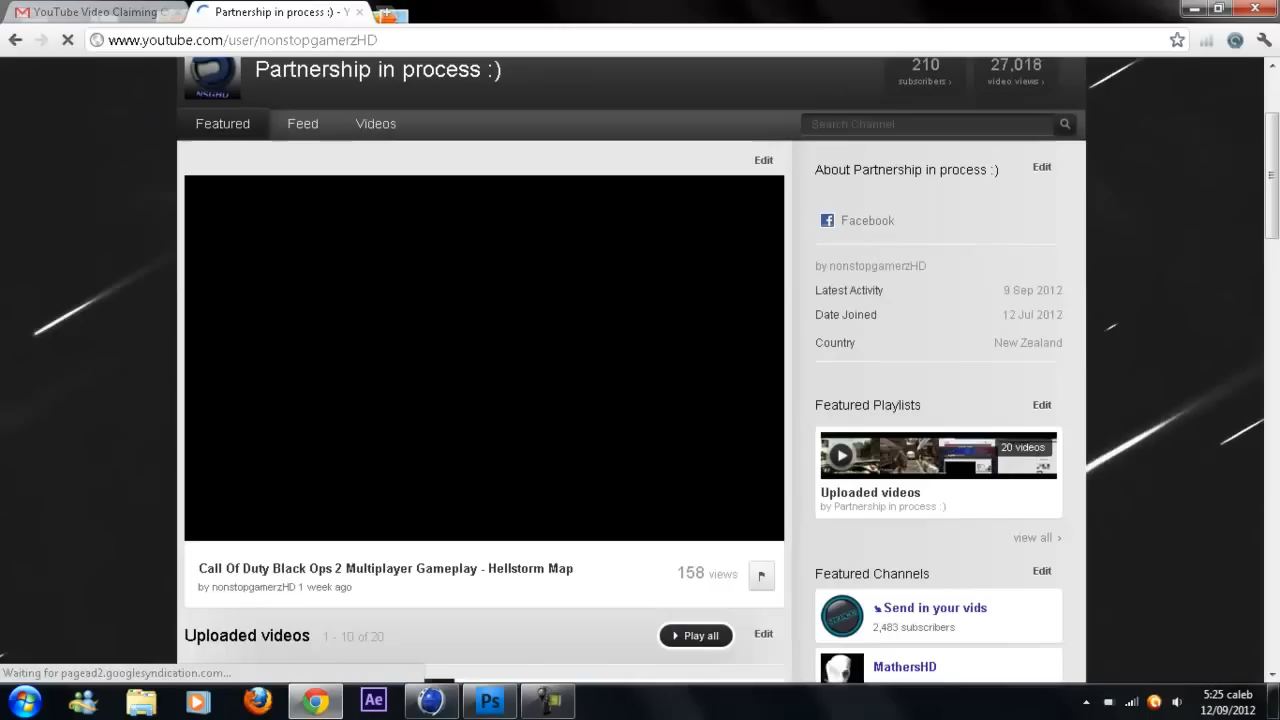 YouTube Video Claiming C
Partnership in process :) - Y
www.youtube.com/user/nonstopgamerzHD
NSGHD
Partnership in process :)
210
subscribers ›
27,018
video views ›
Featured
Feed
Videos
Search Channel
Edit
About Partnership in process :)
Edit
Facebook
by nonstopgamerzHD
Latest Activity 9 Sep 2012
Date Joined 12 Jul 2012
Country New Zealand
Featured Playlists
Edit
20 videos
Uploaded videos
by Partnership in process :)
view all ›
Call Of Duty Black Ops 2 Multiplayer Gameplay - Hellstorm Map
by nonstopgamerzHD 1 week ago
158 views
Featured Channels
Edit
Send in your vids
2,483 subscribers
MathersHD
Uploaded videos 1 - 10 of 20
Play all
Edit
Waiting for pagead2.googlesyndication.com...
Ae
Ps
5:25 caleb
12/09/2012